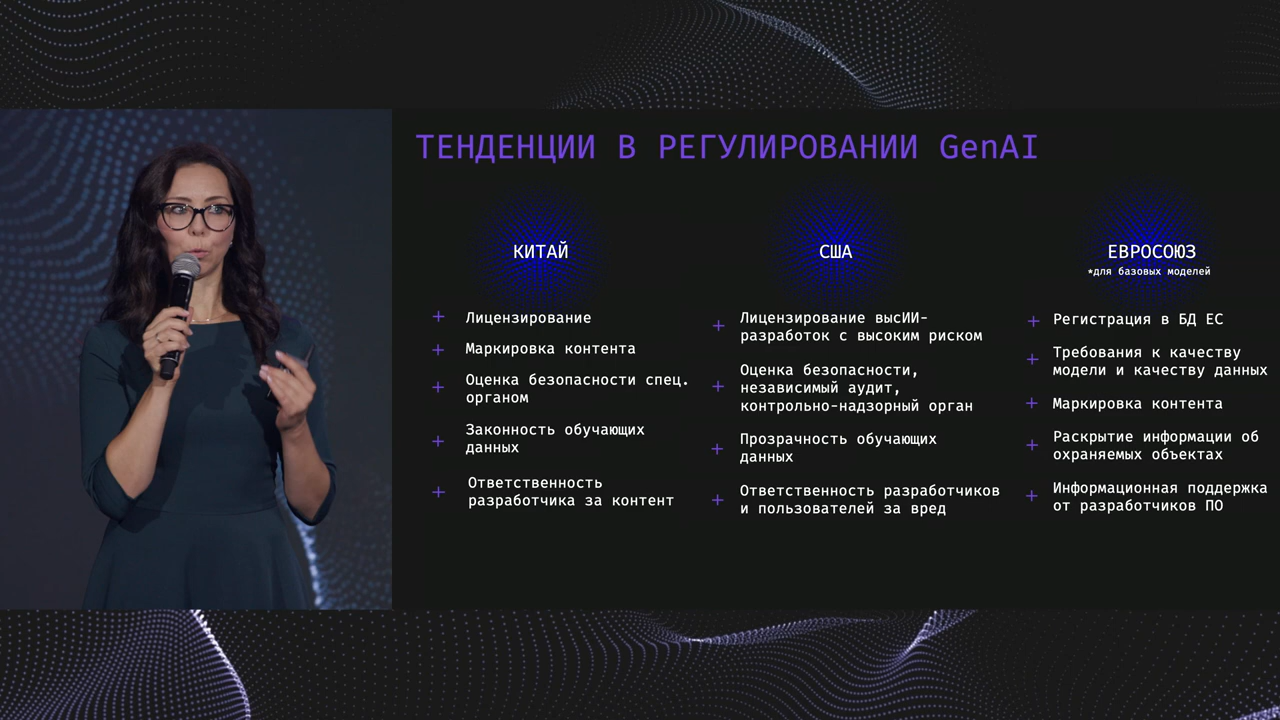 ТЕНДЕНЦИИ В РЕГУЛИРОВАНИИ GenAI
КИТАЙ
Лицензирование
Маркировка контента
Оценка безопасности спец.
органом
Законность обучающих
данных
Ответственность
разработчика за контент
США
Лицензирование высИИ-
разработок с высоким риском
Оценка безопасности,
независимый аудит,
контрольно-надзорный орган
Прозрачность обучающих
данных
Ответственность разработчиков
и пользователей за вред
ЕВРОСОЮЗ
*для базовых моделей
Регистрация в БД ЕС
Требования к качеству
модели и качеству данных
Маркировка контента
Раскрытие информации об
охраняемых объектах
Информационная поддержка
от разработчиков ПО